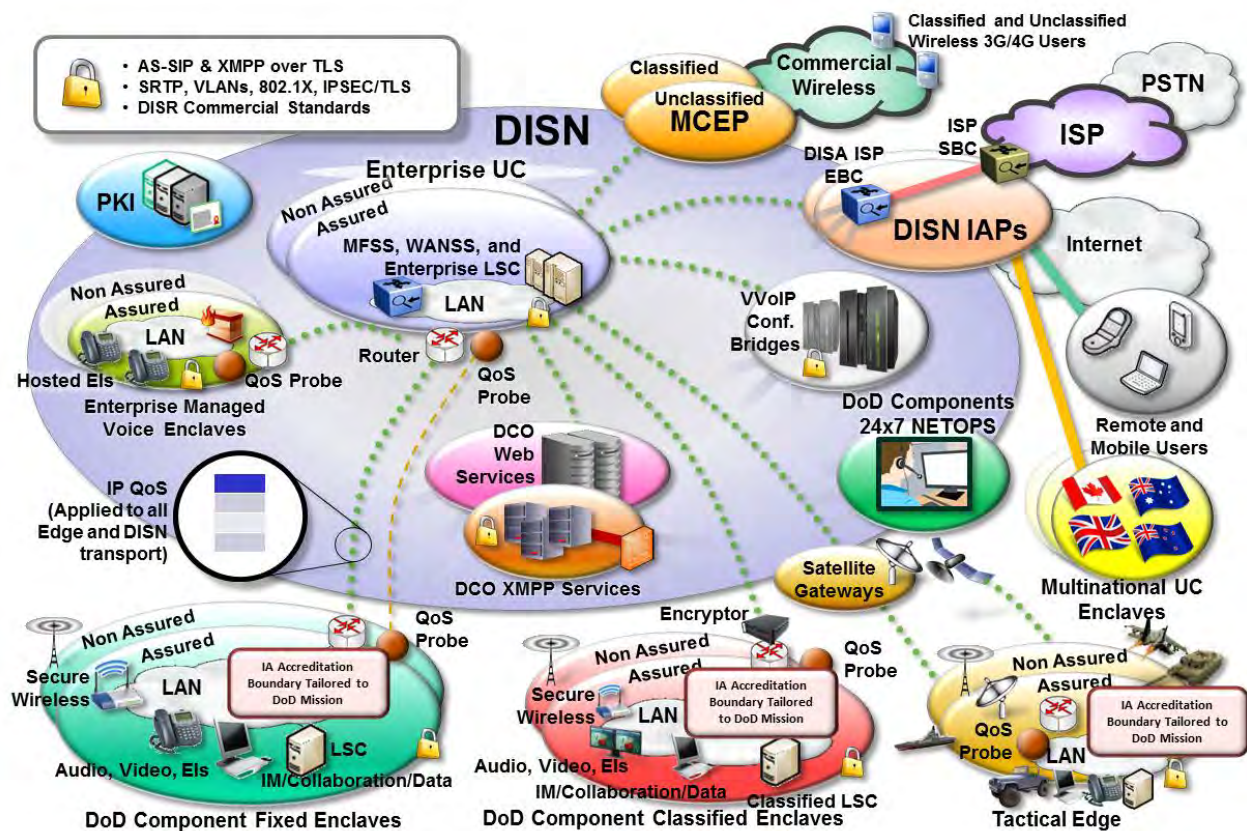 • AS-SIP & XMPP over TLS
• SRTP, VLANs, 802.1X, IPSEC/TLS
• DISR Commercial Standards
Classified and Unclassified
Wireless 3G/4G Users
Commercial
Wireless
Classified
Unclassified
MCEP
PSTN
ISP
ISP
SBC
DISA ISP
EBC
DISN IAPs
Internet
DISN
Enterprise UC
Non Assured
Assured
MFSS, WANSS, and
Enterprise LSC
LAN
PKI
Non Assured
Assured
LAN
Hosted EIs
QoS Probe
Enterprise Managed
Voice Enclaves
Router
QoS
Probe
VVoIP
Conf.
Bridges
DoD Components
24x7 NETOPS
Remote and
Mobile Users
DCO
Web
Services
DCO XMPP Services
IP QoS
(Applied to all
Edge and DISN
transport)
Satellite
Gateways
Multinational UC
Enclaves
Non Assured
Assured
QoS
Probe
Secure
Wireless
LAN
IA Accreditation
Boundary Tailored to
DoD Mission
LSC
Audio, Video, EIs
IM/Collaboration/Data
DoD Component Fixed Enclaves
Encryptor
Non Assured
Assured
QoS
Probe
Secure
Wireless
LAN
IA Accreditation
Boundary Tailored
to DoD Mission
Audio, Video, EIs
IM/Collaboration/Data
Classified LSC
DoD Component Classified Enclaves
Non Assured
Assured
IA Accreditation
Boundary Tailored to
DoD Mission
QoS
Probe
LAN
Tactical Edge